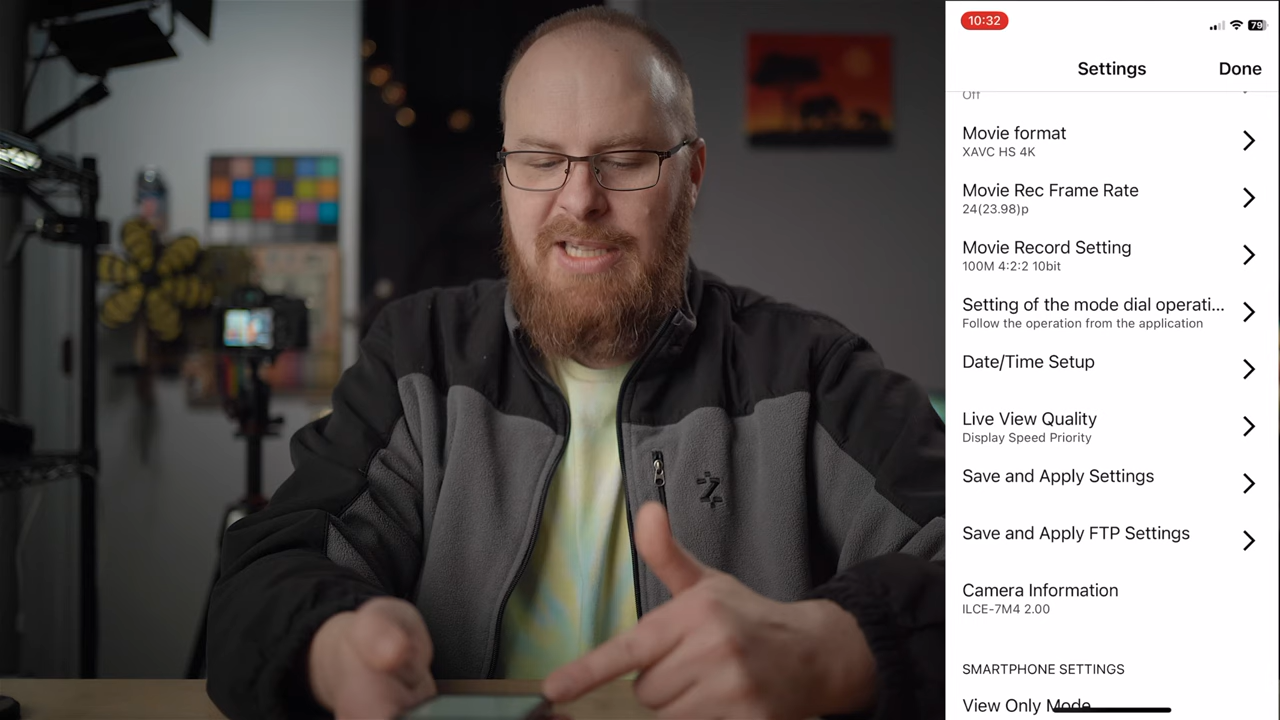 10:32
79
Settings
Done
Off
Movie format
XAVC HS 4K
Movie Rec Frame Rate
24(23.98)p
Movie Record Setting
100M 4:2:2 10bit
Setting of the mode dial operati...
Follow the operation from the application
Date/Time Setup
Live View Quality
Display Speed Priority
Save and Apply Settings
Save and Apply FTP Settings
Camera Information
ILCE-7M4 2.00
SMARTPHONE SETTINGS
View Only Mode